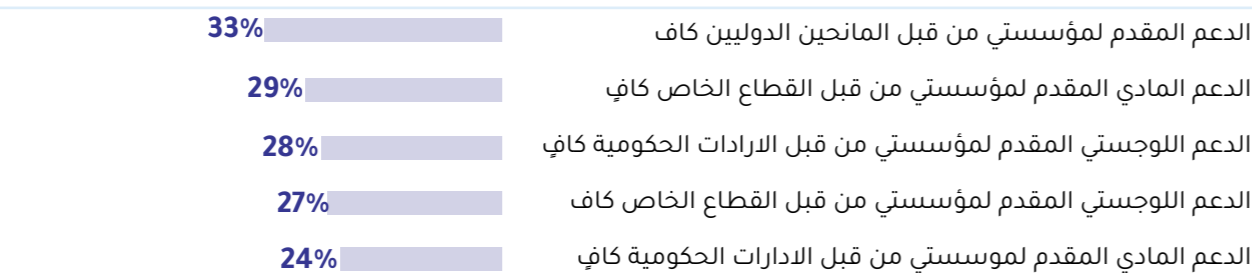 الدعم المقدم لمؤسستي من قبل المانحين الدوليين كاف 33%
الدعم المادي المقدم لمؤسستي من قبل القطاع الخاص كافٍ 29%
الدعم اللوجستي المقدم لمؤسستي من قبل الارادات الحكومية كافٍ 28%
الدعم اللوجستي المقدم لمؤسستي من قبل القطاع الخاص كاف 27%
الدعم المادي المقدم لموسستي من قبل الادارات الحكومية كافٍ 24%